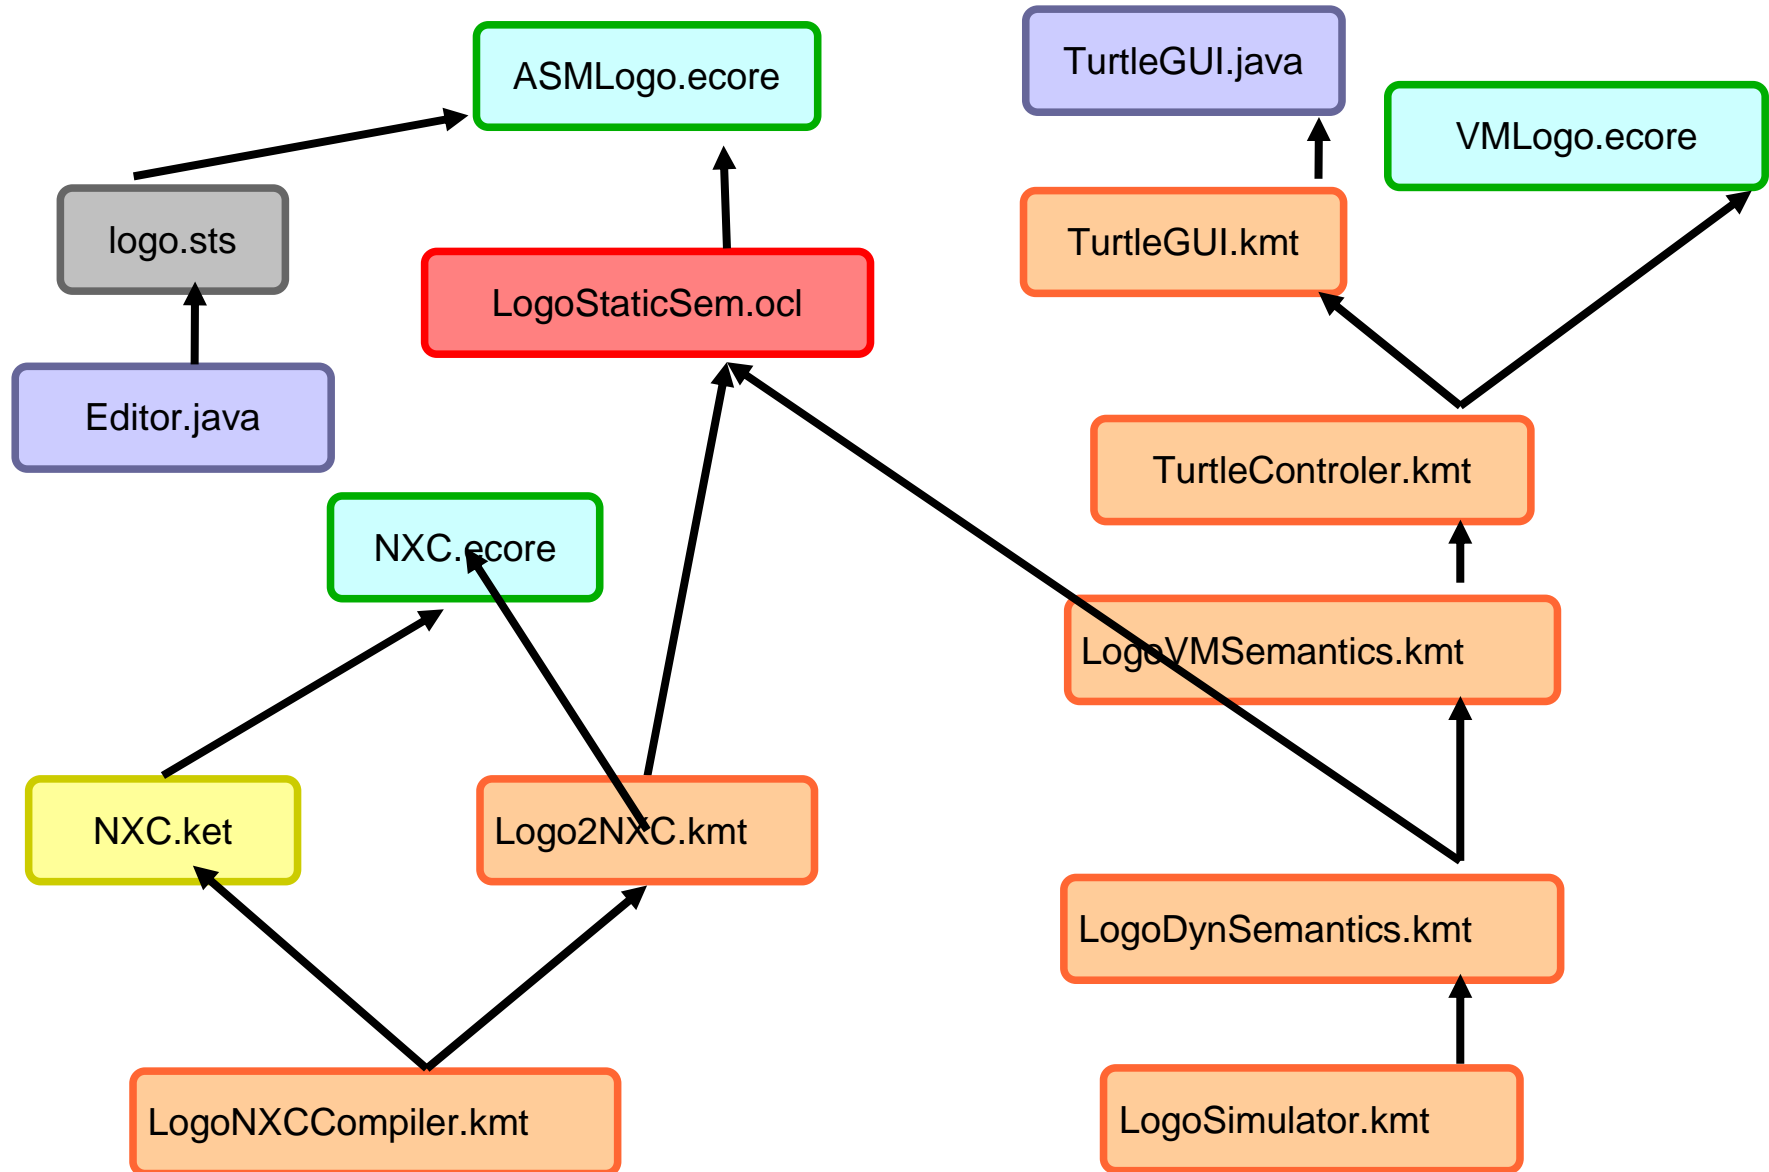 TurtleGUI.java
ASMLogo.ecore
VMLogo.ecore
logo.sts
TurtleGUI.kmt
LogoStaticSem.ocl
Editor.java
TurtleControler.kmt
NXC.ecore
LogoVMSemantics.kmt
NXC.ket
Logo2NXC.kmt
LogoDynSemantics.kmt
LogoNXCCompiler.kmt
LogoSimulator.kmt